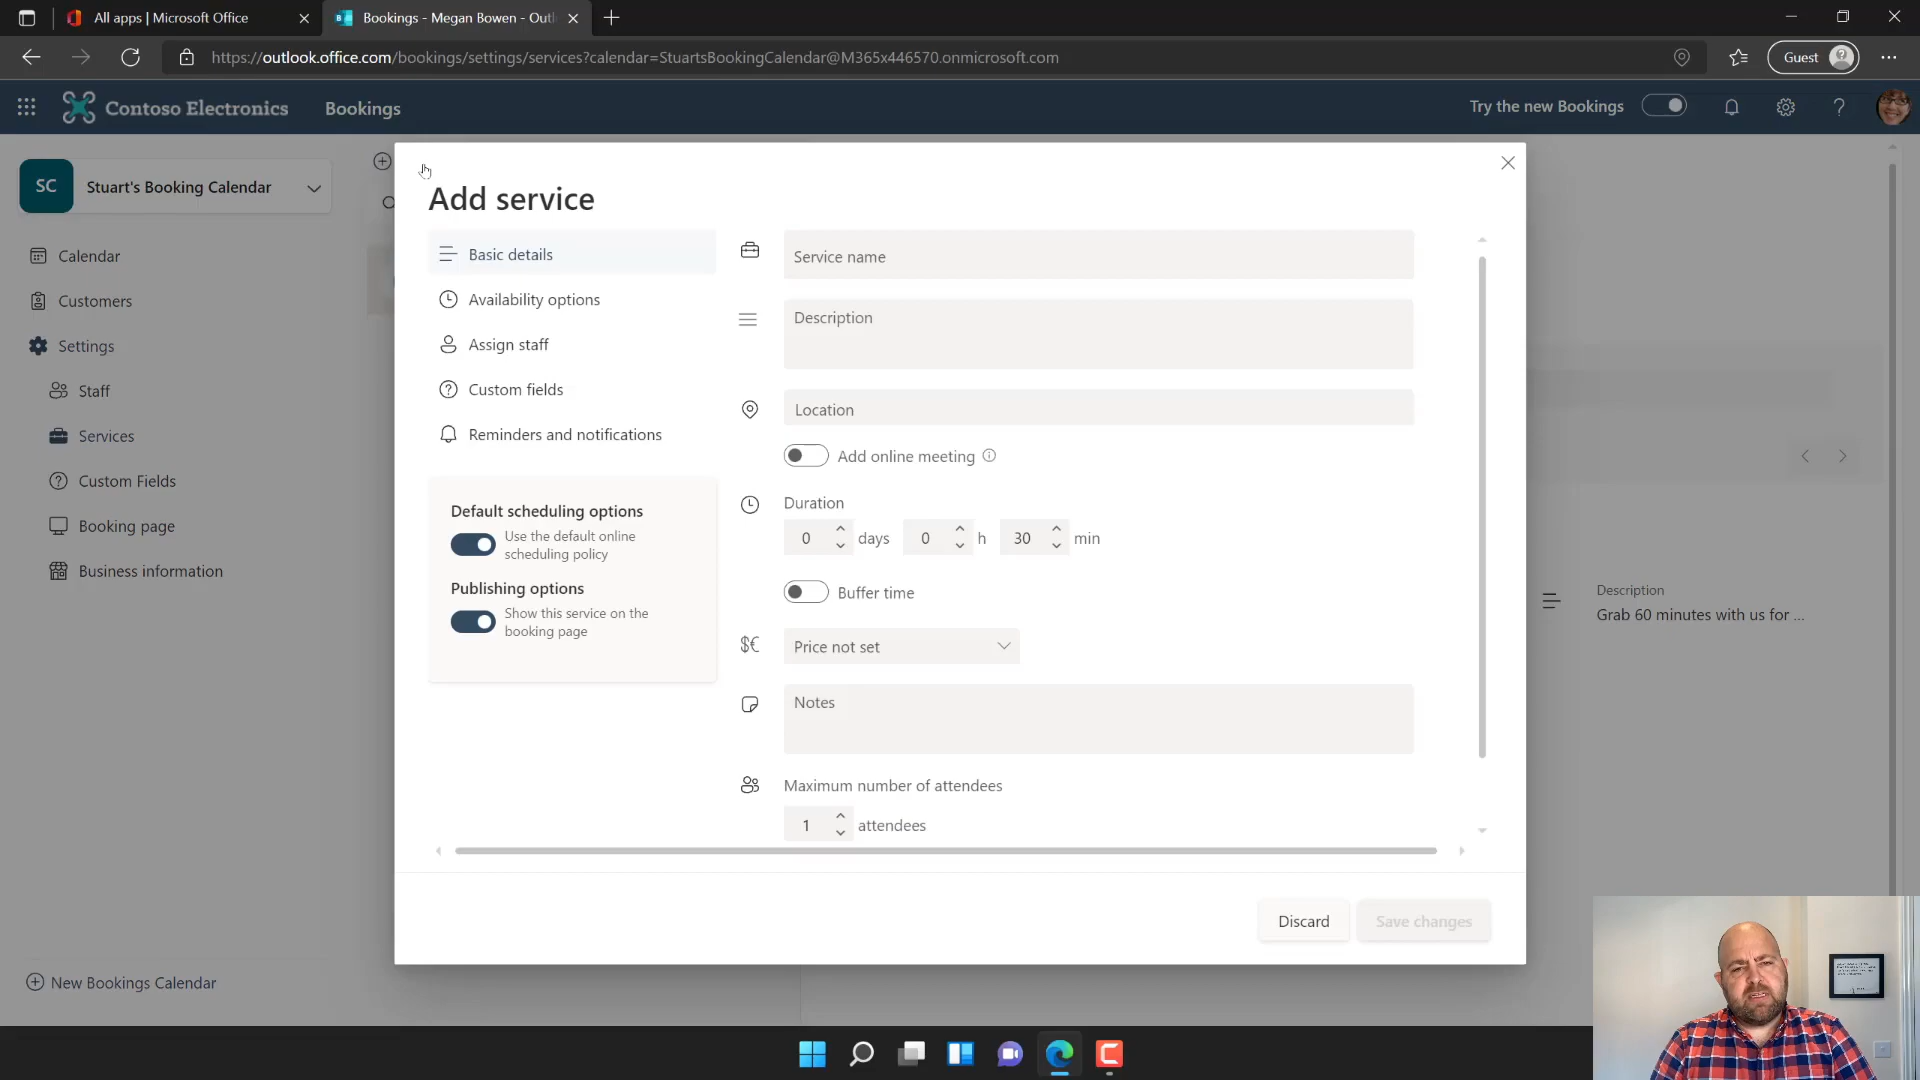 All apps | Microsoft Office
Bookings - Megan Bowen - Outl
https://outlook.office.com/bookings/settings/services?calendar=StuartsBookingCalendar@M365x446570.onmicrosoft.com
Guest
Contoso Electronics
Bookings
Try the new Bookings
SC
Stuart's Booking Calendar
Calendar
Customers
Settings
Staff
Services
Custom Fields
Booking page
Business information
New Bookings Calendar
Add service
Basic details
Availability options
Assign staff
Custom fields
Reminders and notifications
Default scheduling options
Use the default online
scheduling policy
Publishing options
Show this service on the
booking page
Service name
Description
Location
Add online meeting
Duration
0 days 0 h 30 min
Buffer time
$€ Price not set
Notes
Maximum number of attendees
1 attendees
Discard
Save changes
Description
Grab 60 minutes with us for ...